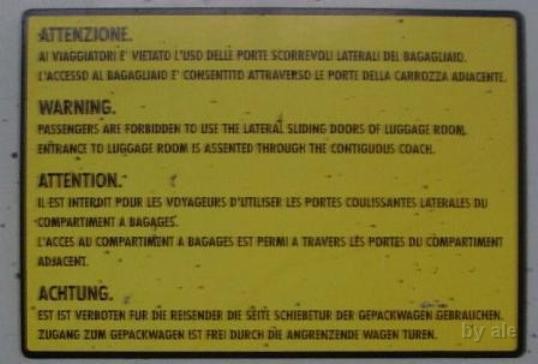 ATTENZIONE.
AI VIAGGIATORI E' VIETATO L'USO DELLE PORTE SCORREVOLI LATERALI DEL BAGAGLIAIO.
L'ACCESSO AL BAGAGLIAIO E' CONSENTITO ATTRAVERSO LE PORTE DELLA CARROZZA ADIACENTE.
WARNING.
PASSENGERS ARE FORBIDDEN TO USE THE LATERAL SLIDING DOORS OF LUGGAGE ROOM.
ENTRANCE TO LUGGAGE ROOM IS ASSENTED THROUGH THE CONTIGUOUS COACH.
ATTENTION.
IL EST INTERDIT POUR LES VOYAGEURS D'UTILISER LES PORTES COULISSANTES LATERALES DU
COMPARTIMENT A BAGAGES.
L'ACCES AU COMPARTIMENT A BAGAGES EST PERMI A TRAVERS LES PORTES DU COMPARTIMENT
ADJACENT.
ACHTUNG.
EST IST VERBOTEN FUR DIE REISENDER DIE SEITE SCHIEBETUR DER GEPACKWAGEN GEBRAUCHEN.
ZUGANG ZUM GEPACKWAGEN IST FREI DURCH DIE ANGRENZENDE WAGEN TUREN.
by ale